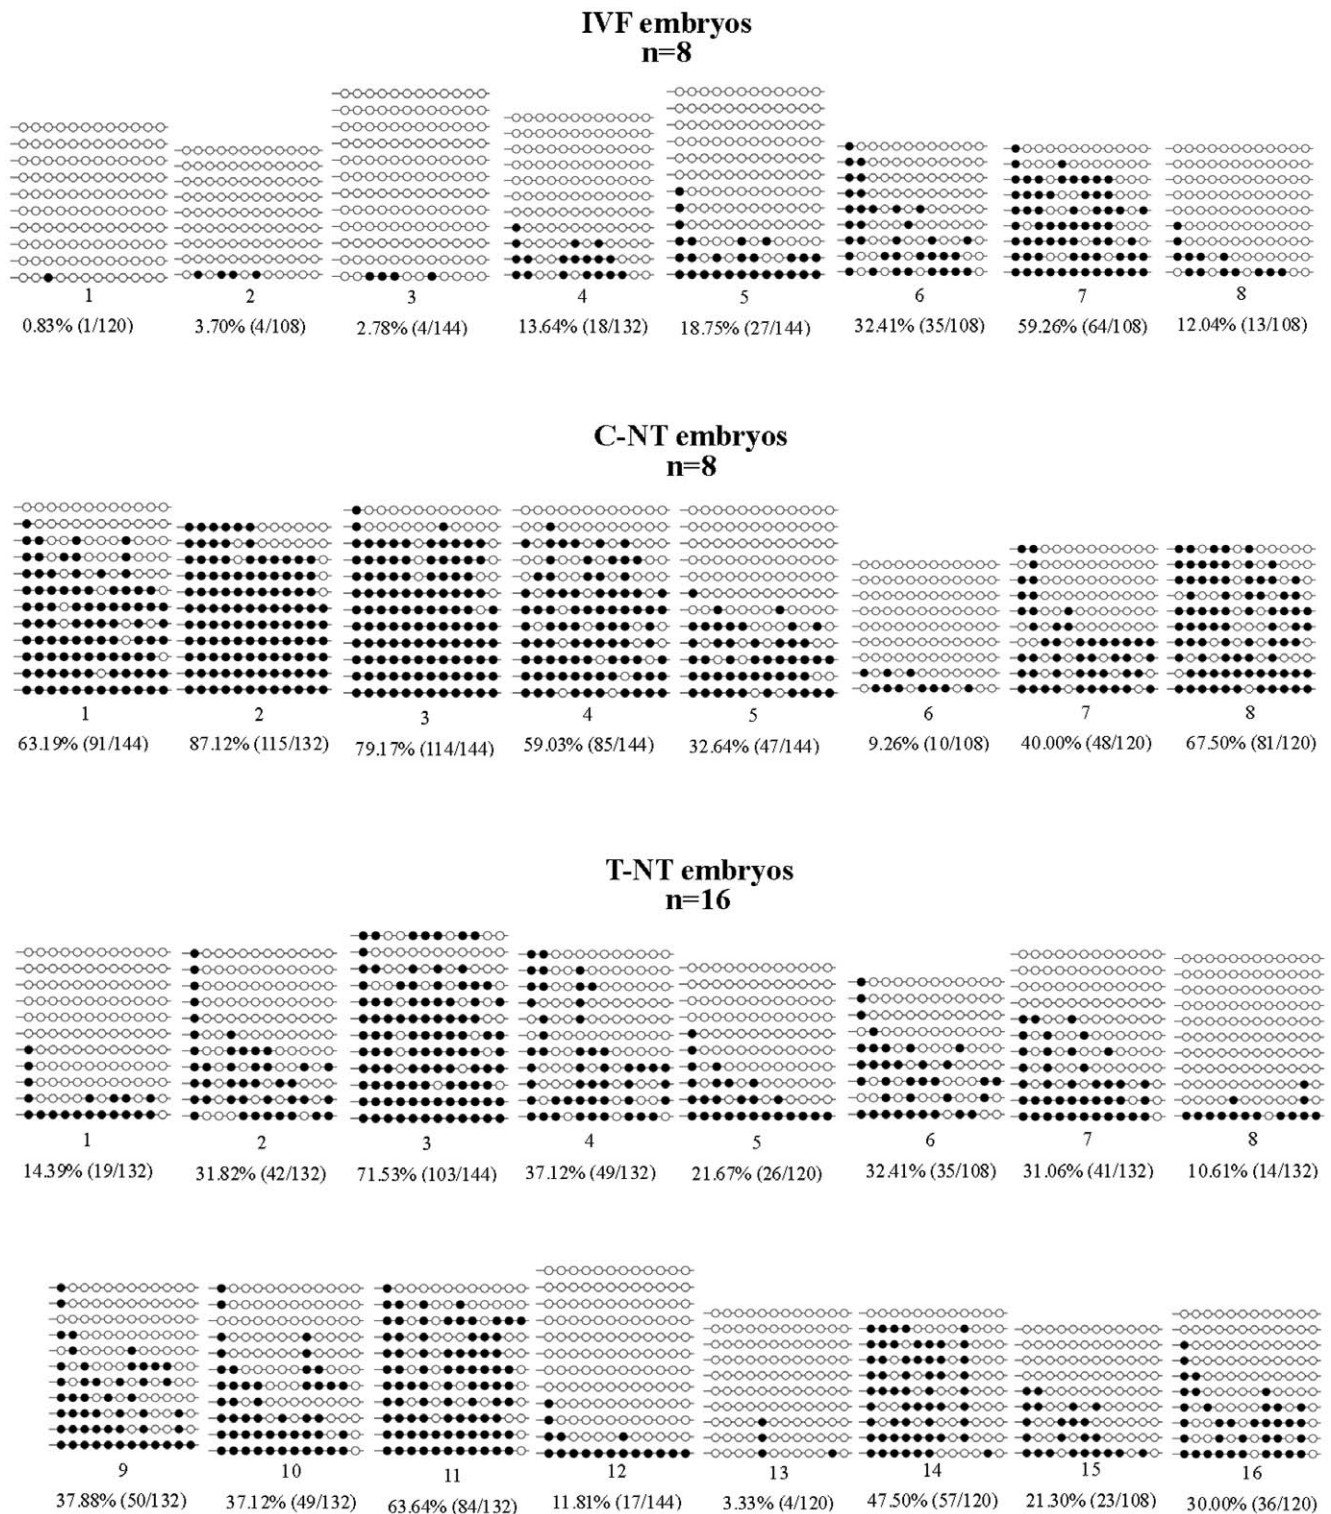 IVF embryos
n=8
1 2 3 4 5 6 7 8
0.83% (1/120) 3.70% (4/108) 2.78% (4/144) 13.64% (18/132) 18.75% (27/144) 32.41% (35/108) 59.26% (64/108) 12.04% (13/108)
C-NT embryos
n=8
1 2 3 4 5 6 7 8
63.19% (91/144) 87.12% (115/132) 79.17% (114/144) 59.03% (85/144) 32.64% (47/144) 9.26% (10/108) 40.00% (48/120) 67.50% (81/120)
T-NT embryos
n=16
1 2 3 4 5 6 7 8
14.39% (19/132) 31.82% (42/132) 71.53% (103/144) 37.12% (49/132) 21.67% (26/120) 32.41% (35/108) 31.06% (41/132) 10.61% (14/132)
9 10 11 12 13 14 15 16
37.88% (50/132) 37.12% (49/132) 63.64% (84/132) 11.81% (17/144) 3.33% (4/120) 47.50% (57/120) 21.30% (23/108) 30.00% (36/120)